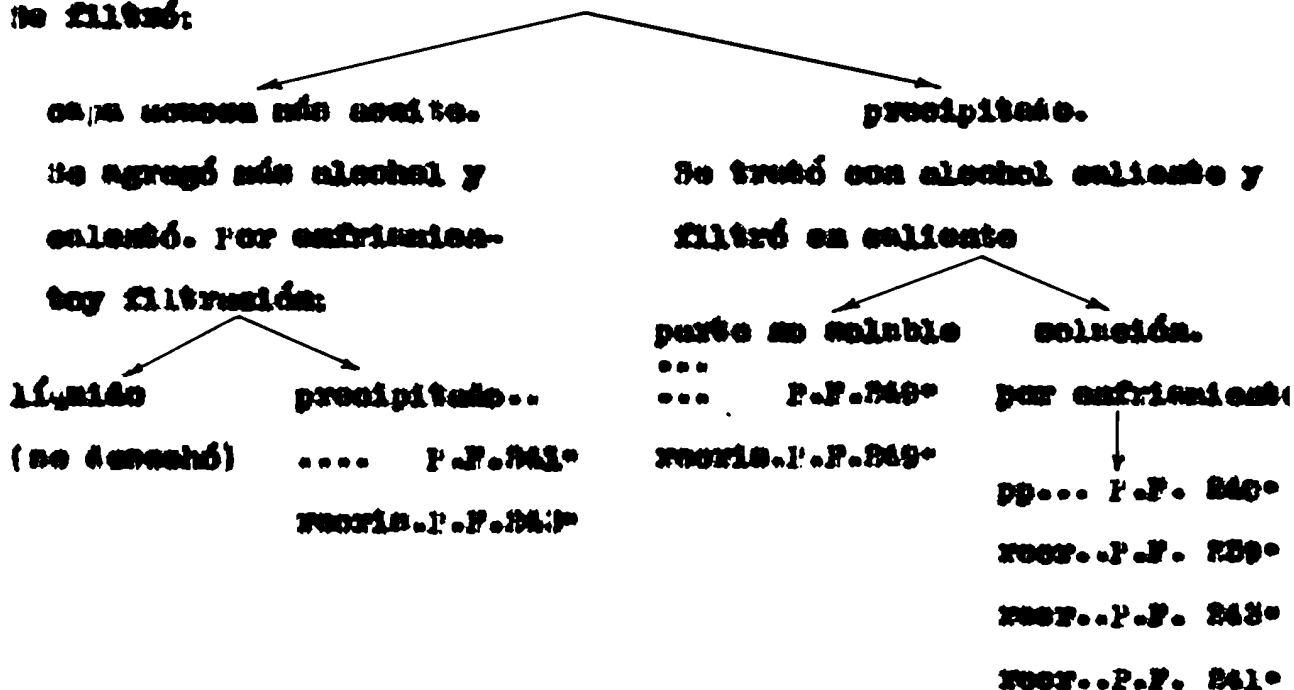 Se filtró:
capa acuosa más aceite.
Se agregó más alcohol y
calentó. Por enfriamien-
toy filtración:
líquido
(se desechó)
precipitado..
.... P.F.
recris.P.F.
precipitado.
Se trató con alcohol caliente y
filtró en caliente
parte no soluble
...
... P.F.
recris.P.F.
solución.
por enfriamiento
pp... P.F.
recr..P.F.
recr..P.F.
recr..P.F. 241°